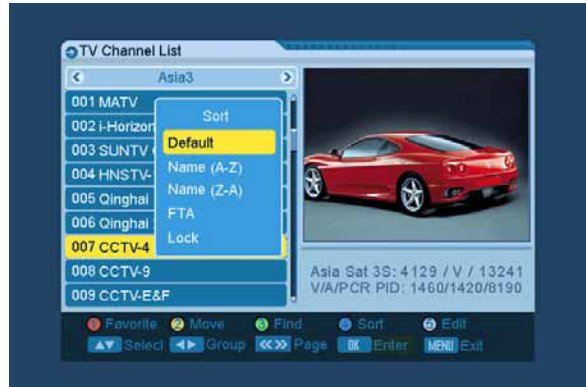 TV Channel List
Asia3
001 MATV
002 i-Horizon
003 SUNTV
004 HNSTV-
005 Qinghai
006 Qinghai
007 CCTV-4
008 CCTV-9
009 CCTV-E&F
Sort
Default
Name (A-Z)
Name (Z-A)
FTA
Lock
Asia Sat 3S: 4129 / V / 13241
V/A/PCR PID: 1460/1420/8190
Favorite Move Find Sort Edit
Select Group Page OK Enter MENU Exit